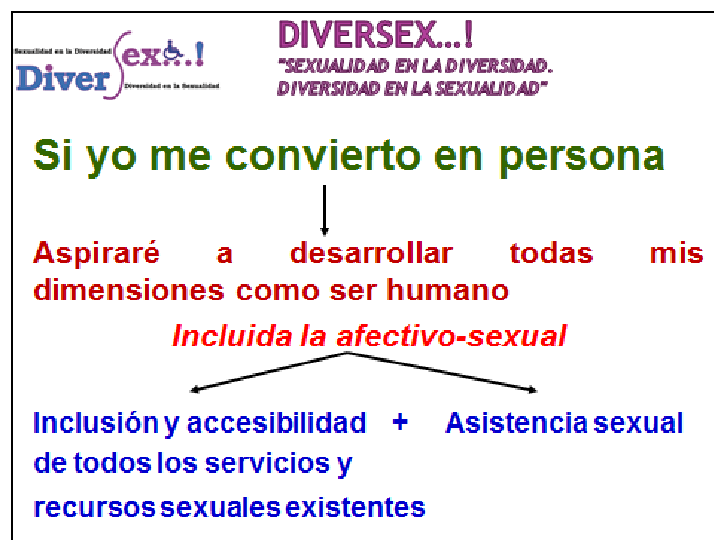 Sexualidad en la Diversidad
DiverSex..!
Diversidad en la Sexualidad
DIVERSEX...!
"SEXUALIDAD EN LA DIVERSIDAD.
DIVERSIDAD EN LA SEXUALIDAD"
Si yo me convierto en persona
Aspiraré a desarrollar todas mis
dimensiones como ser humano
Incluida la afectivo-sexual
Inclusión y accesibilidad + Asistencia sexual
de todos los servicios y
recursos sexuales existentes